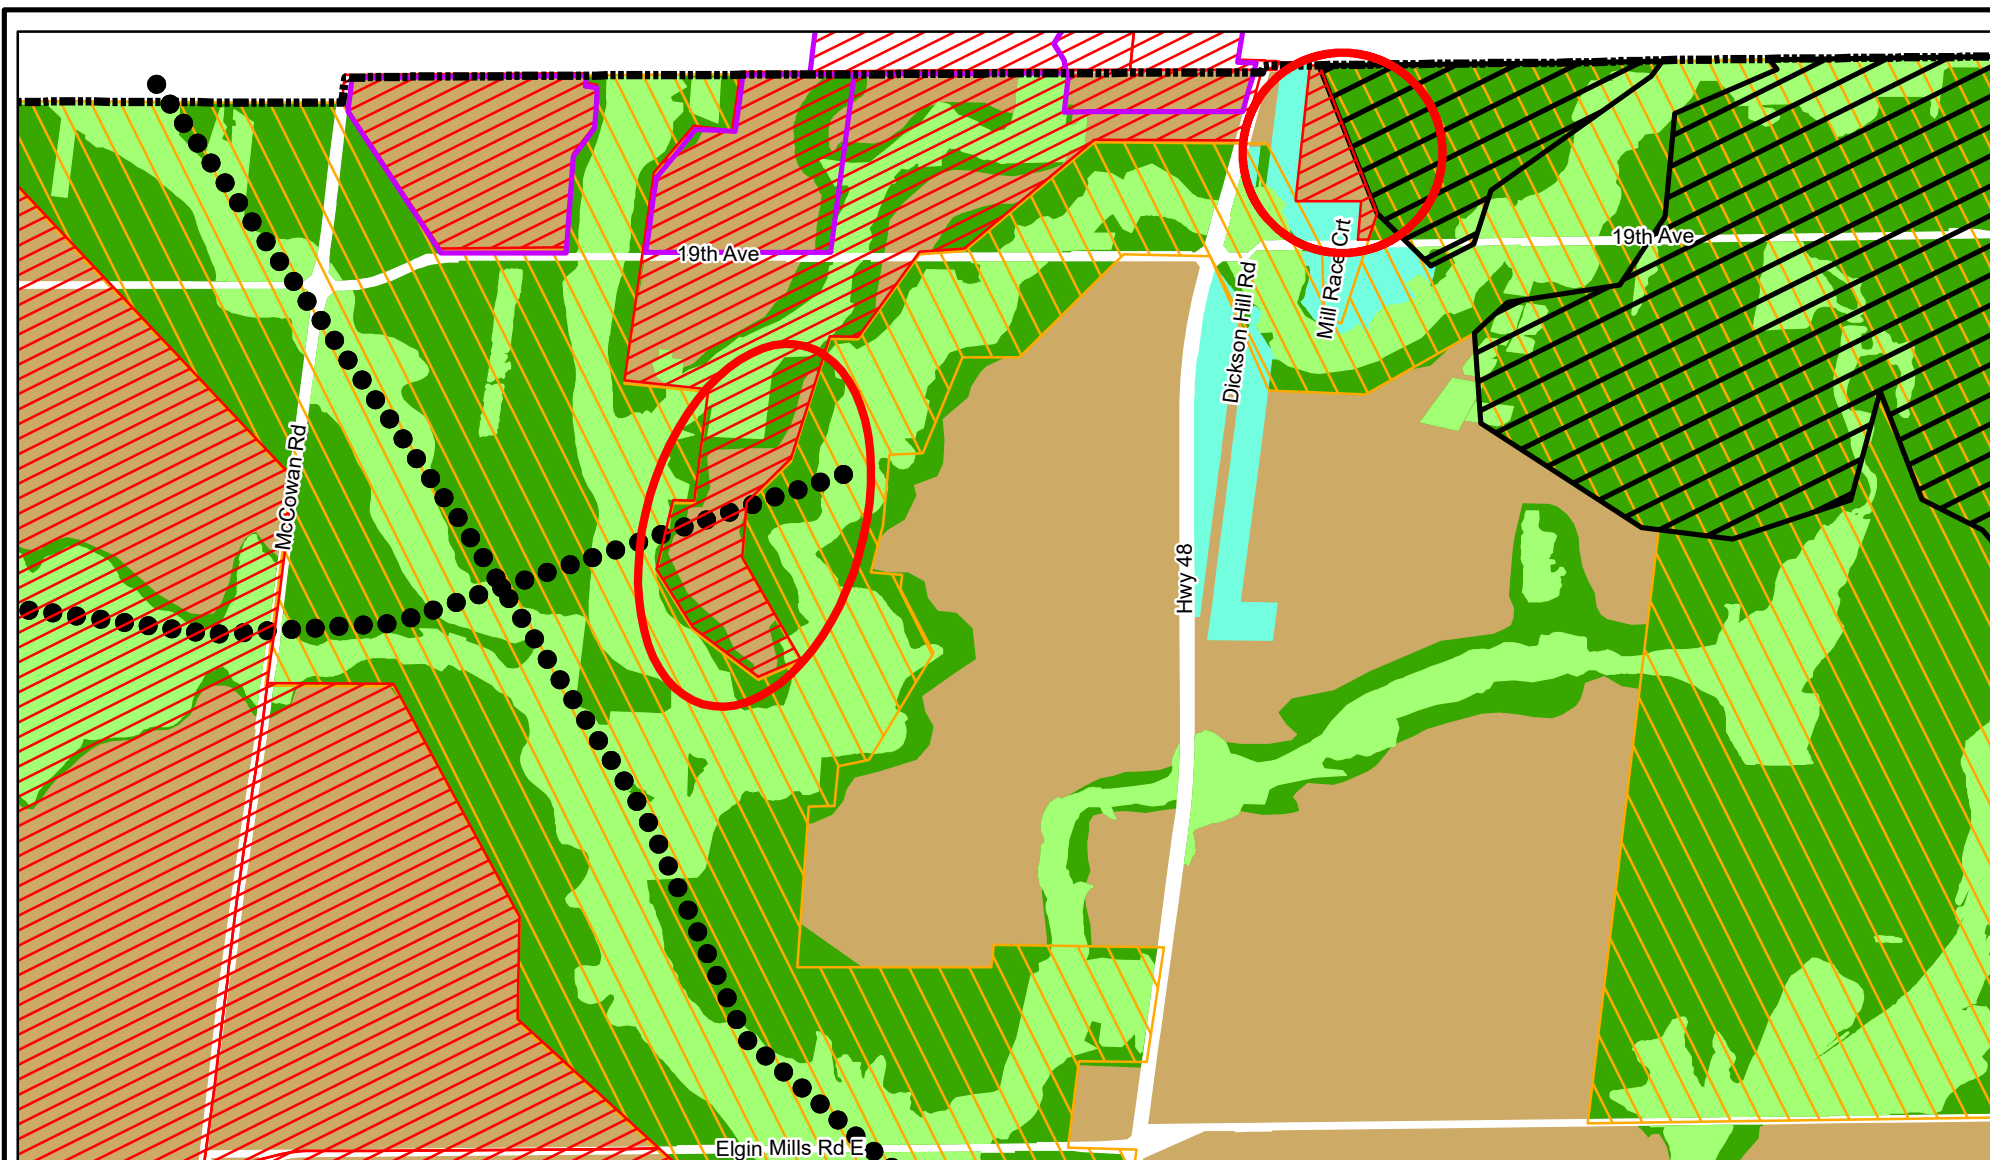 19th Ave
19th Ave
Mill Race Crt
Dickson Hill Rd
McCowan Rd
Hwy 48
Elgin Mills Rd E